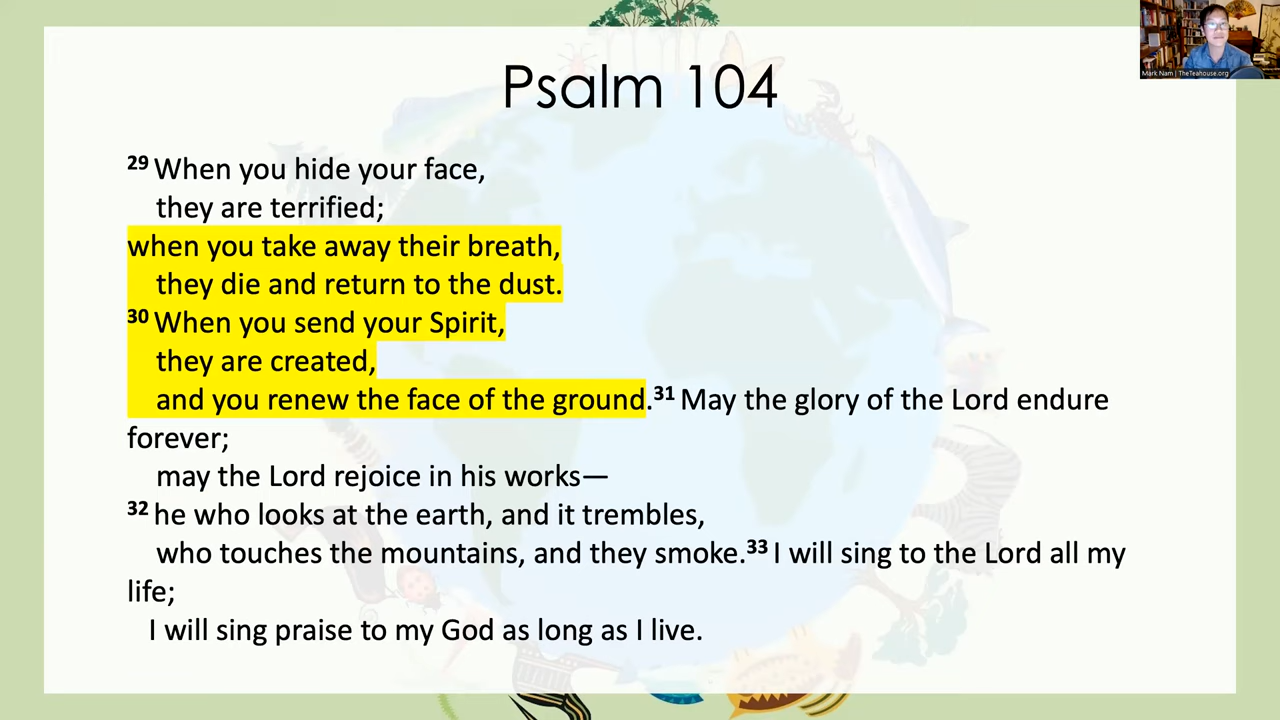 Psalm 104
Mark Nam | TheTeahouse.org
29 When you hide your face,
they are terrified;
when you take away their breath,
they die and return to the dust.
30 When you send your Spirit,
they are created,
and you renew the face of the ground.31 May the glory of the Lord endure
forever;
may the Lord rejoice in his works—
32 he who looks at the earth, and it trembles,
who touches the mountains, and they smoke.33 I will sing to the Lord all my
life;
I will sing praise to my God as long as I live.